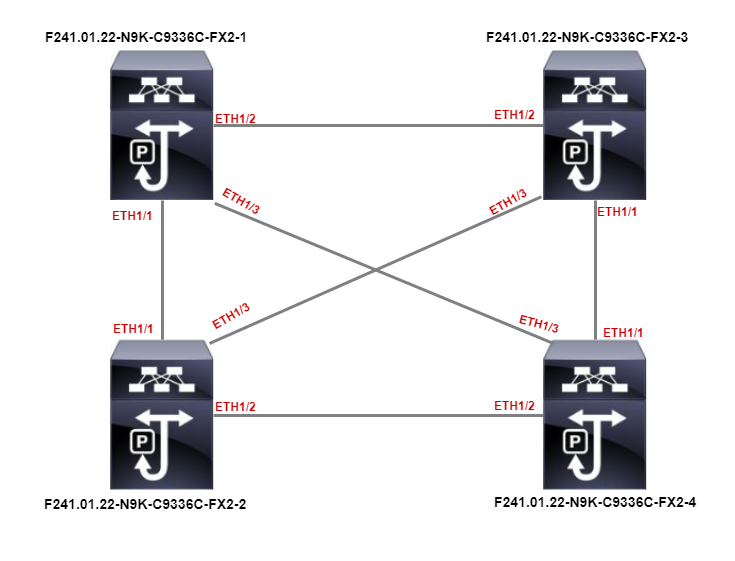 F241.01.22-N9K-C9336C-FX2-1
F241.01.22-N9K-C9336C-FX2-3
ETH1/2
ETH1/2
P
P
ETH1/3
ETH1/3
ETH1/1
ETH1/1
ETH1/3
ETH1/3
ETH1/1
ETH1/1
ETH1/2
ETH1/2
P
P
F241.01.22-N9K-C9336C-FX2-2
F241.01.22-N9K-C9336C-FX2-4